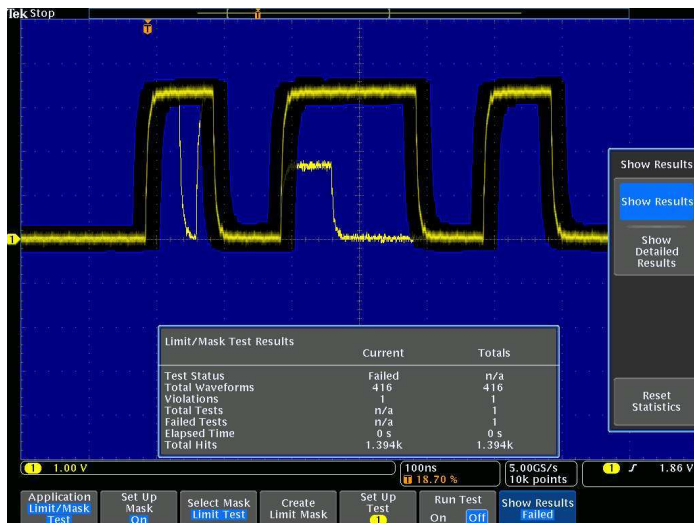 Tek Stop
T
T
1
Show Results
Show Results
Show
Detailed
Results
Reset
Statistics
Limit/Mask Test Results
Current Totals
Test Status Failed n/a
Total Waveforms 416 416
Violations 1 1
Total Tests n/a 1
Failed Tests n/a 1
Elapsed Time 0 s 0 s
Total Hits 1.394k 1.394k
1 1.00 V 100ns 5.00GS/s 1 1.86 V
T 18.70 % 10k points
Application Set Up Select Mask Create Set Up Run Test Show Results
Limit/Mask Mask Limit Test Limit Mask Test On Off Failed
Test On 1